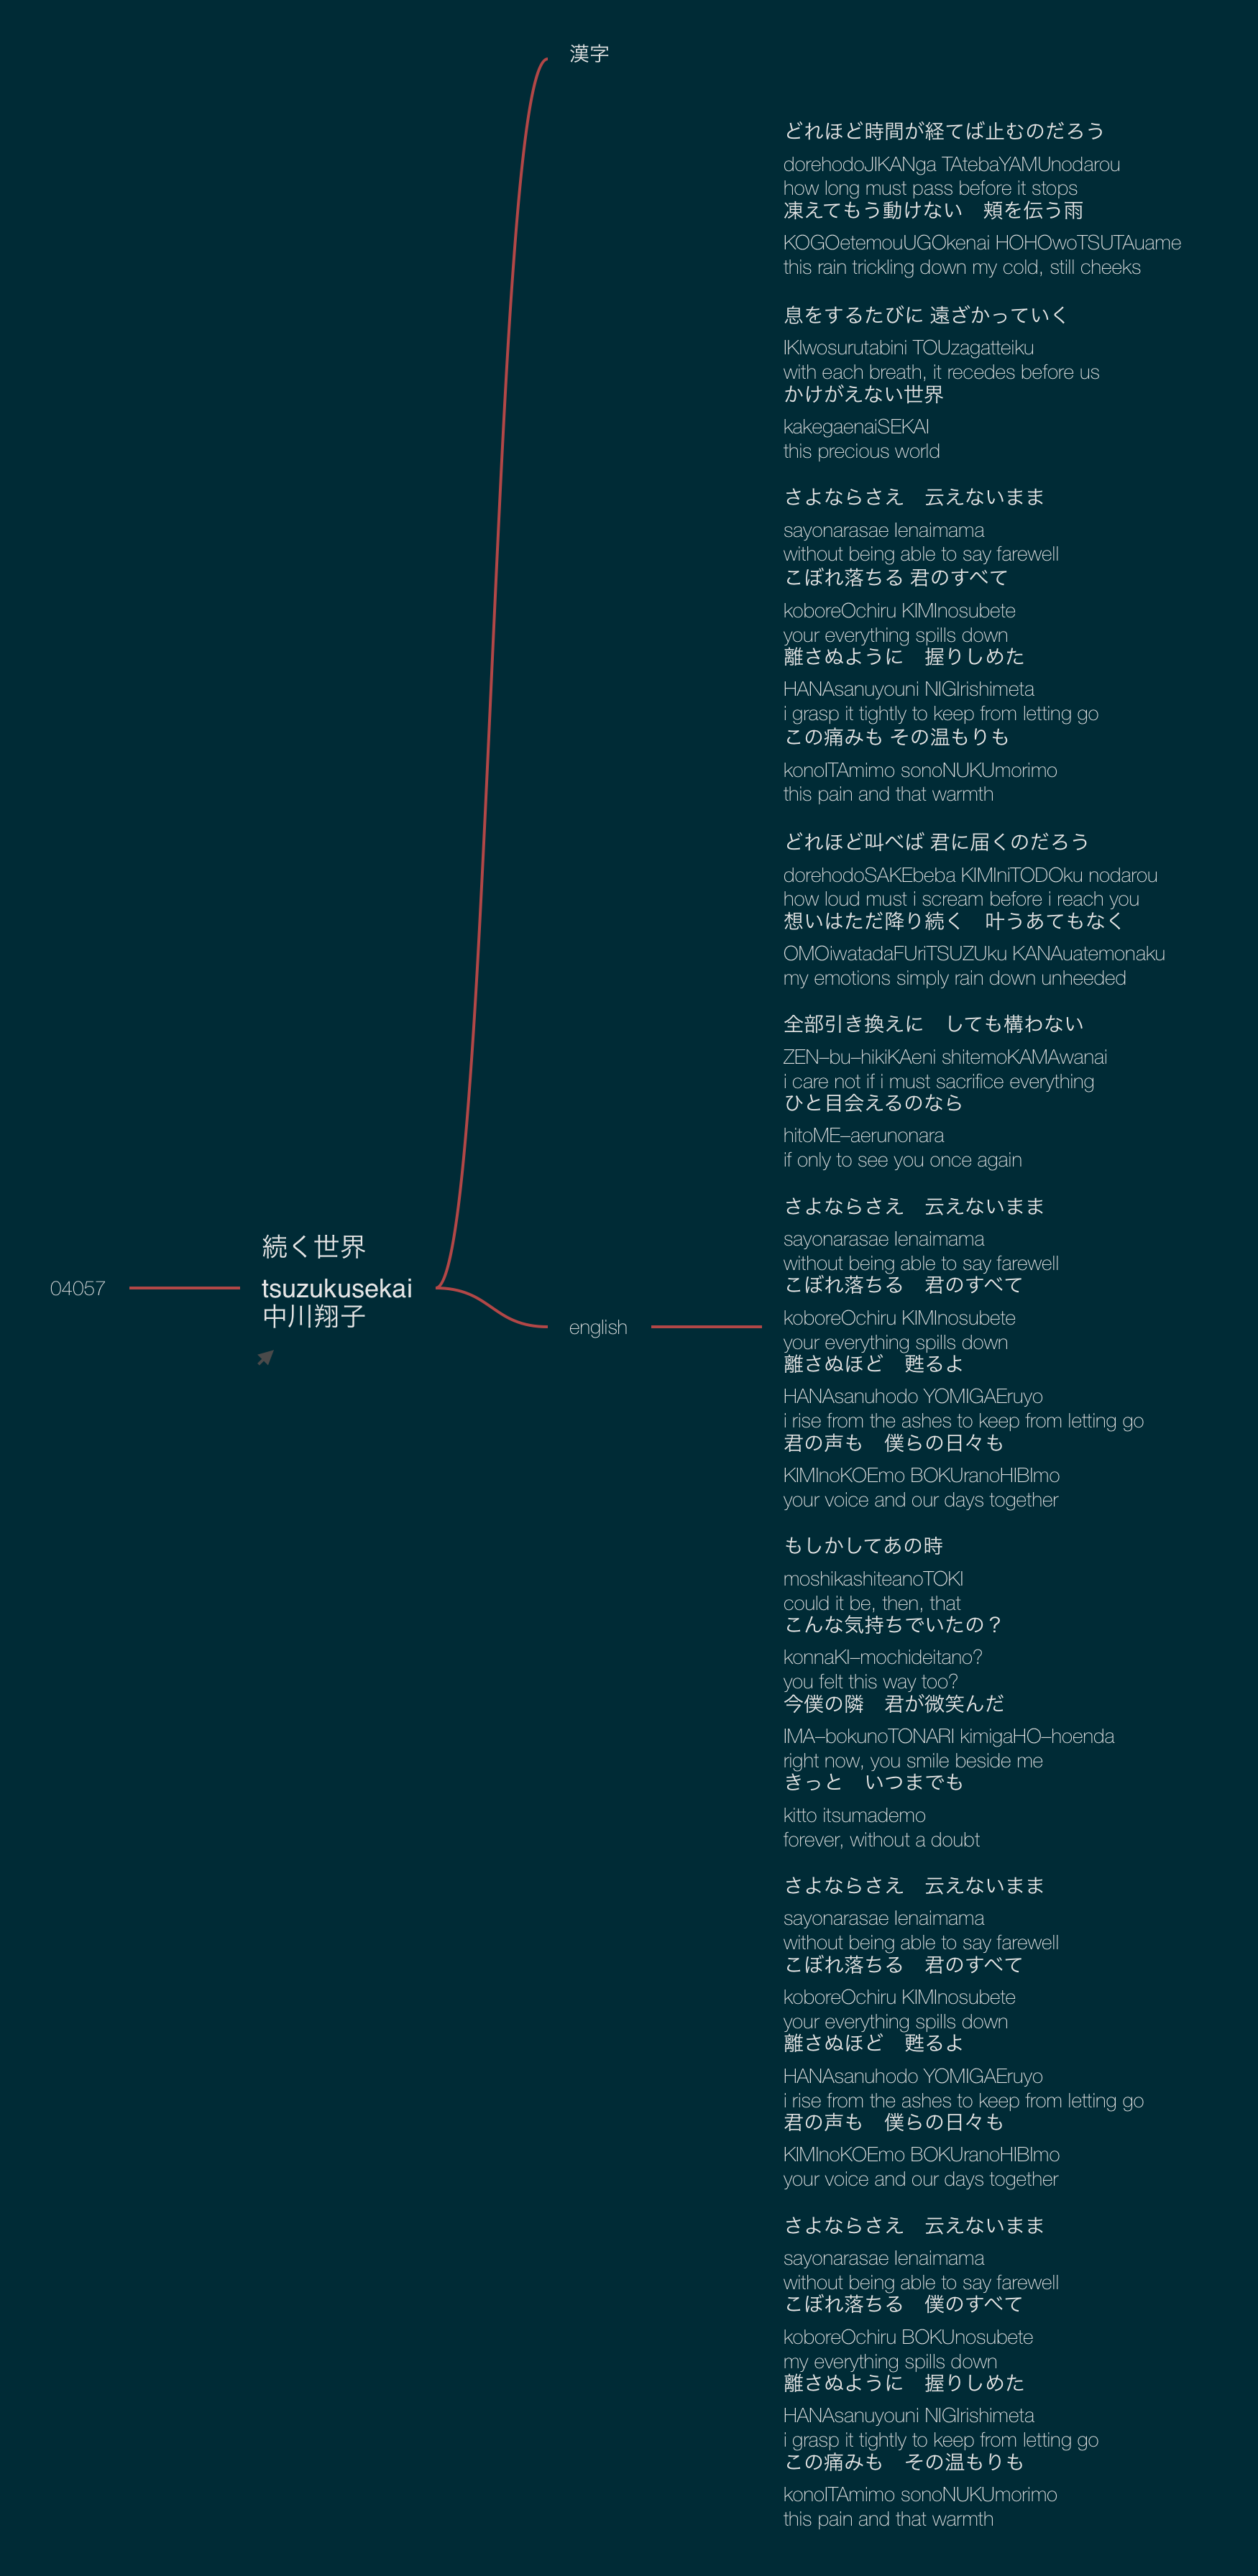 漢字
どれほど時間が経てば止むのだろう
dorehodoJIKANga TAtebaYAMUnodarou
how long must pass before it stops
凍えてもう動けない　頬を伝う雨
KOGOetemouUGOkenai HOHOwoTSUTAuame
this rain trickling down my cold, still cheeks
息をするたびに 遠ざかっていく
IKIwosurutabini TOUzagatteiku
with each breath, it recedes before us
かけがえない世界
kakegaenaiSEKAI
this precious world
さよならさえ　云えないまま
sayonarasae Ienaimama
without being able to say farewell
こぼれ落ちる 君のすべて
koboreOchiru KIMInosubete
your everything spills down
離さぬように　握りしめた
HANAsanuyouni NIGIrishimeta
i grasp it tightly to keep from letting go
この痛みも その温もりも
konoITAmimo sonoNUKUmorimo
this pain and that warmth
どれほど叫べば 君に届くのだろう
dorehodoSAKEbeba KIMIniTODOku nodarou
how loud must i scream before i reach you
想いはただ降り続く　叶うあてもなく
OMOiwatadaFUriTSUZUku KANAuatemonaku
my emotions simply rain down unheeded
全部引き換えに　しても構わない
ZEN–bu–hikiKAeni shitemoKAMAwanai
i care not if i must sacrifice everything
ひと目会えるのなら
hitoME–aerunonara
if only to see you once again
04057
続く世界
tsuzukusekai
中川翔子
english
さよならさえ　云えないまま
sayonarasae Ienaimama
without being able to say farewell
こぼれ落ちる　君のすべて
koboreOchiru KIMInosubete
your everything spills down
離さぬほど　甦るよ
HANAsanuhodo YOMIGAEruyo
i rise from the ashes to keep from letting go
君の声も　僕らの日々も
KIMInoKOEmo BOKUranoHIBImo
your voice and our days together
もしかしてあの時
moshikashiteanoTOKI
could it be, then, that
こんな気持ちでいたの？
konnaKI–mochideitano?
you felt this way too?
今僕の隣　君が微笑んだ
IMA–bokunoTONARI kimigaHO–hoenda
right now, you smile beside me
きっと　いつまでも
kitto itsumademo
forever, without a doubt
さよならさえ　云えないまま
sayonarasae Ienaimama
without being able to say farewell
こぼれ落ちる　君のすべて
koboreOchiru KIMInosubete
your everything spills down
離さぬほど　甦るよ
HANAsanuhodo YOMIGAEruyo
i rise from the ashes to keep from letting go
君の声も　僕らの日々も
KIMInoKOEmo BOKUranoHIBImo
your voice and our days together
さよならさえ　云えないまま
sayonarasae Ienaimama
without being able to say farewell
こぼれ落ちる　僕のすべて
koboreOchiru BOKUnosubete
my everything spills down
離さぬように　握りしめた
HANAsanuyouni NIGIrishimeta
i grasp it tightly to keep from letting go
この痛みも　その温もりも
konoITAmimo sonoNUKUmorimo
this pain and that warmth